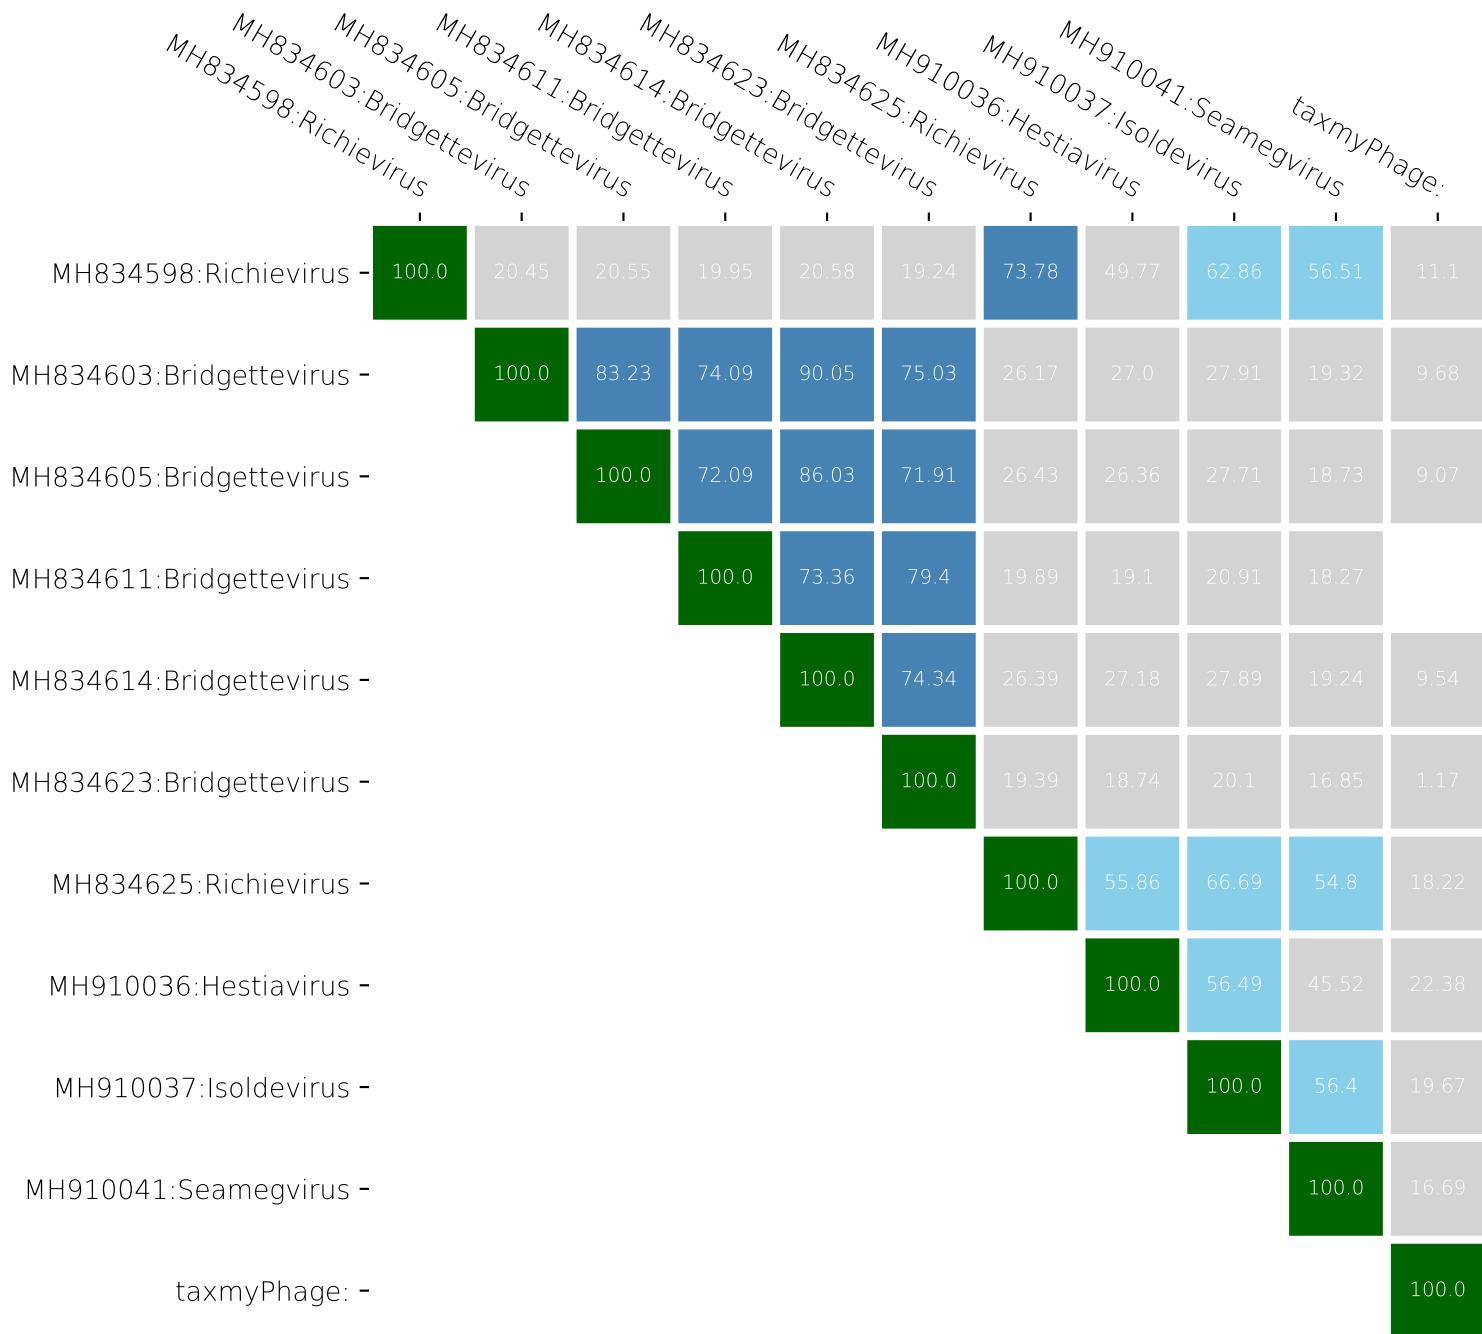 MH834598:Richievirus
MH834603:Bridgettevirus
MH834605:Bridgettevirus
MH834611:Bridgettevirus
MH834614:Bridgettevirus
MH834623:Bridgettevirus
MH834625:Richievirus
MH910036:Hestiavirus
MH910037:Isoldevirus
MH910041:Seamegvirus
taxmyPhage:
MH834598:Richievirus 100.0 20.45 20.55 19.95 20.58 19.24 73.78 49.77 62.86 56.51 11.1
MH834603:Bridgettevirus 100.0 83.23 74.09 90.05 75.03 26.17 27.0 27.91 19.32 9.68
MH834605:Bridgettevirus 100.0 72.09 86.03 71.91 26.43 26.36 27.71 18.73 9.07
MH834611:Bridgettevirus 100.0 73.36 79.4 19.89 19.1 20.91 18.27
MH834614:Bridgettevirus 100.0 74.34 26.39 27.18 27.89 19.24 9.54
MH834623:Bridgettevirus 100.0 19.39 18.74 20.1 16.85 1.17
MH834625:Richievirus 100.0 55.86 66.69 54.8 18.22
MH910036:Hestiavirus 100.0 56.49 45.52 22.38
MH910037:Isoldevirus 100.0 56.4 19.67
MH910041:Seamegvirus 100.0 16.69
taxmyPhage: 100.0